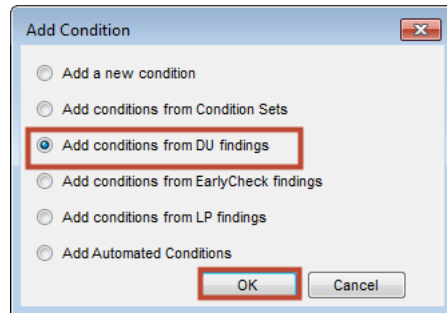 Add Condition
Add a new condition
Add conditions from Condition Sets
Add conditions from DU findings
Add conditions from EarlyCheck findings
Add conditions from LP findings
Add Automated Conditions
OK Cancel